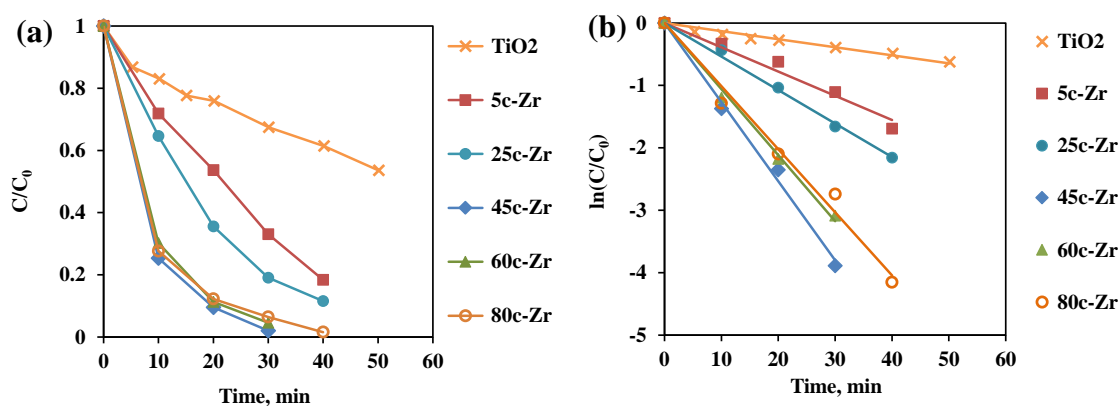 (a)
C/C0
1
0.8
0.6
0.4
0.2
0
0 10 20 30 40 50 60
Time, min
TiO2
5c-Zr
25c-Zr
45c-Zr
60c-Zr
80c-Zr
(b)
ln(C/C0)
0
-1
-2
-3
-4
-5
0 10 20 30 40 50 60
Time, min
TiO2
5c-Zr
25c-Zr
45c-Zr
60c-Zr
80c-Zr